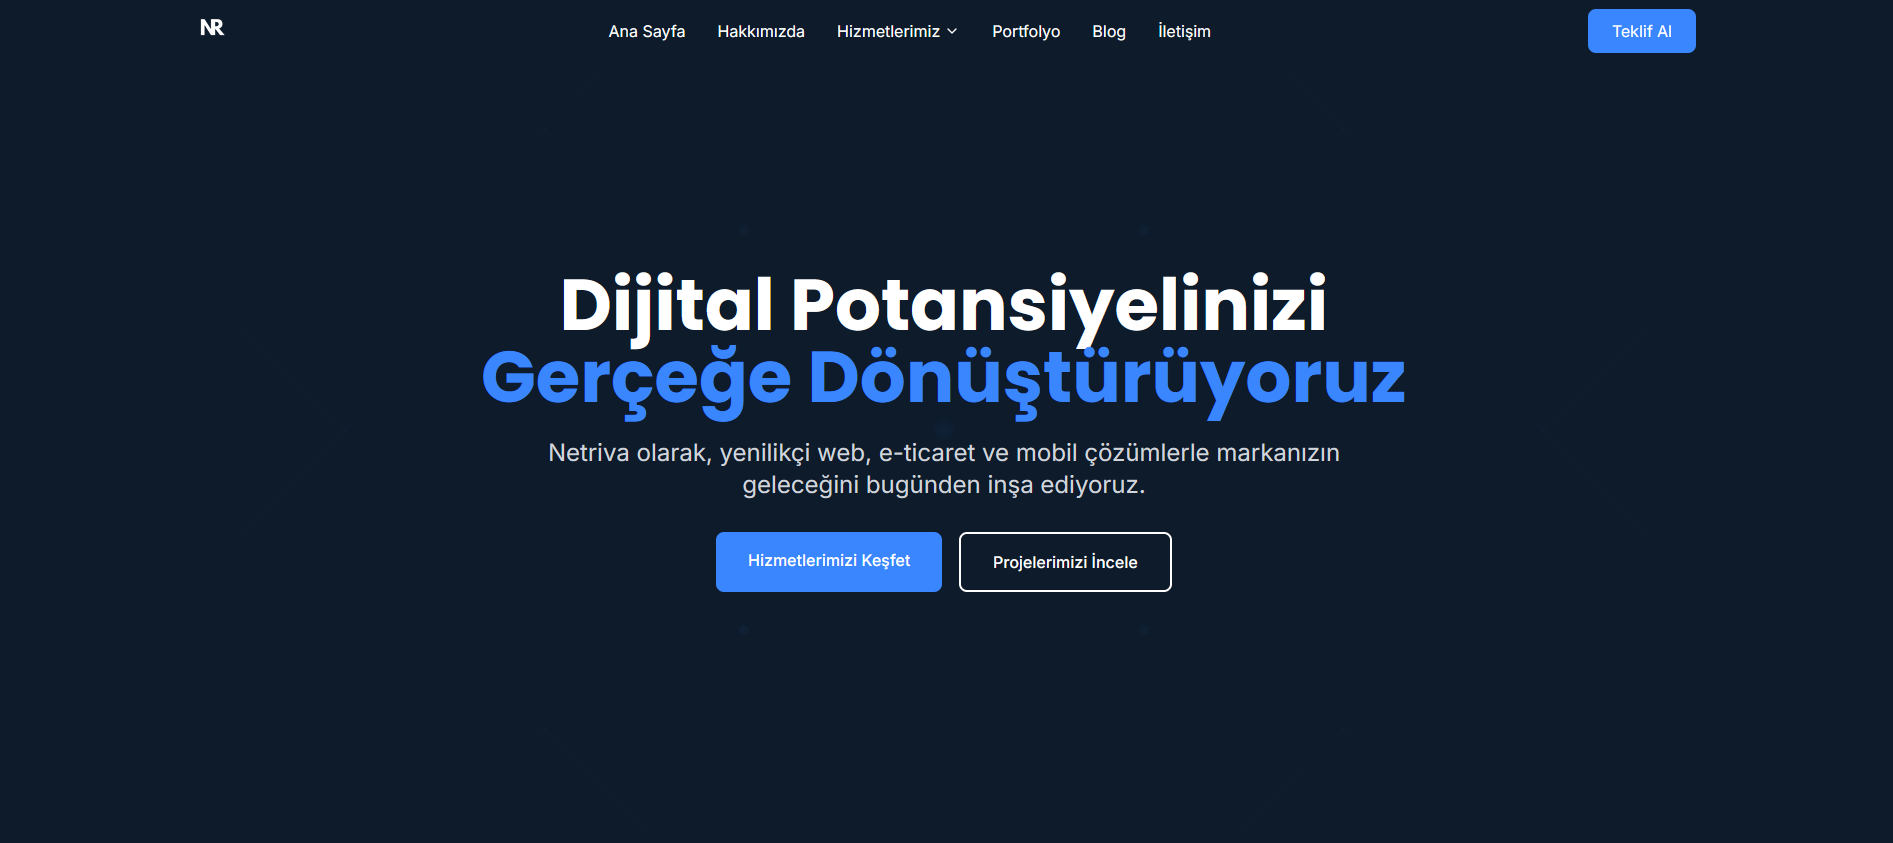 NR
Ana Sayfa Hakkımızda Hizmetlerimiz Portfolyo Blog İletişim Teklif Al
Dijital Potansiyelinizi
Gerçeğe Dönüştürüyoruz
Netriva olarak, yenilikçi web, e-ticaret ve mobil çözümlerle markanızın
geleceğini bugünden inşa ediyoruz.
Hizmetlerimizi Keşfet Projelerimizi İncele